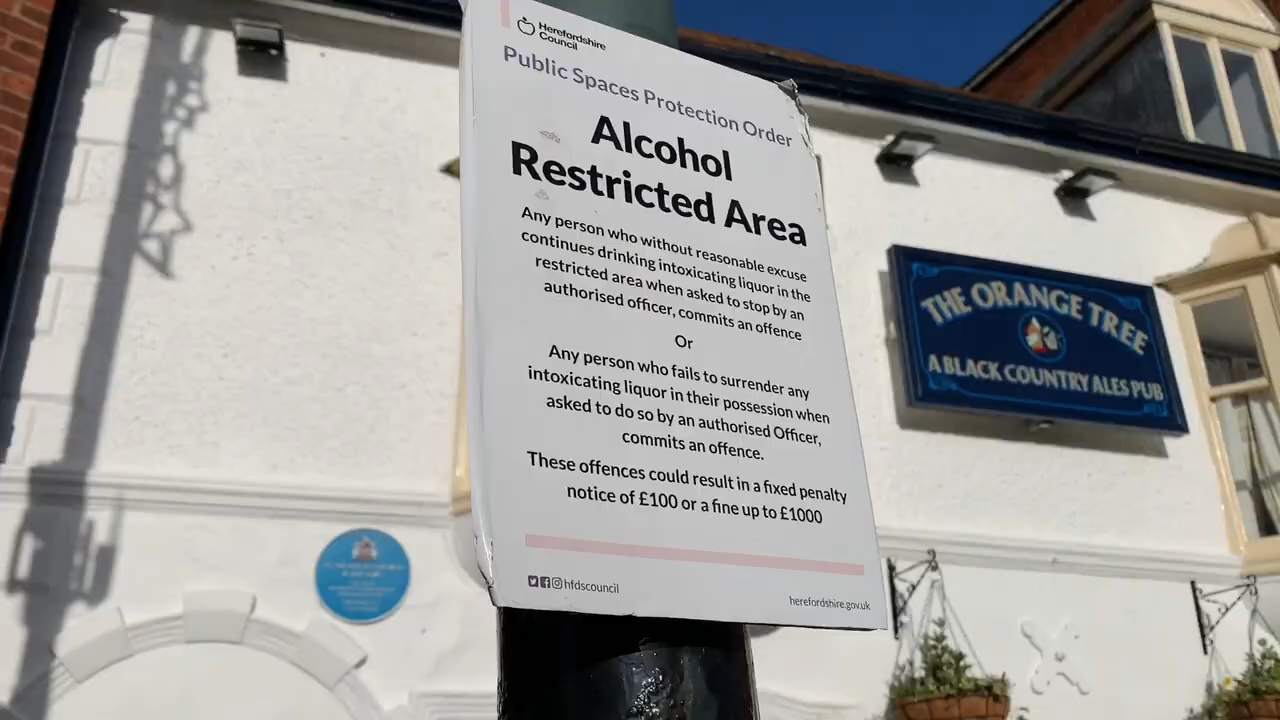 Herefordshire
Council
Public Spaces Protection Order
Alcohol
Restricted Area
Any person who without reasonable excuse
continues drinking intoxicating liquor in the
restricted area when asked to stop by an
authorised officer, commits an offence
Or
Any person who fails to surrender any
intoxicating liquor in their possession when
asked to do so by an authorised Officer,
commits an offence.
These offences could result in a fixed penalty
notice of £100 or a fine up to £1000
hfdscouncil
herefordshire.gov.uk
THE ORANGE TREE
A BLACK COUNTRY ALES PUB